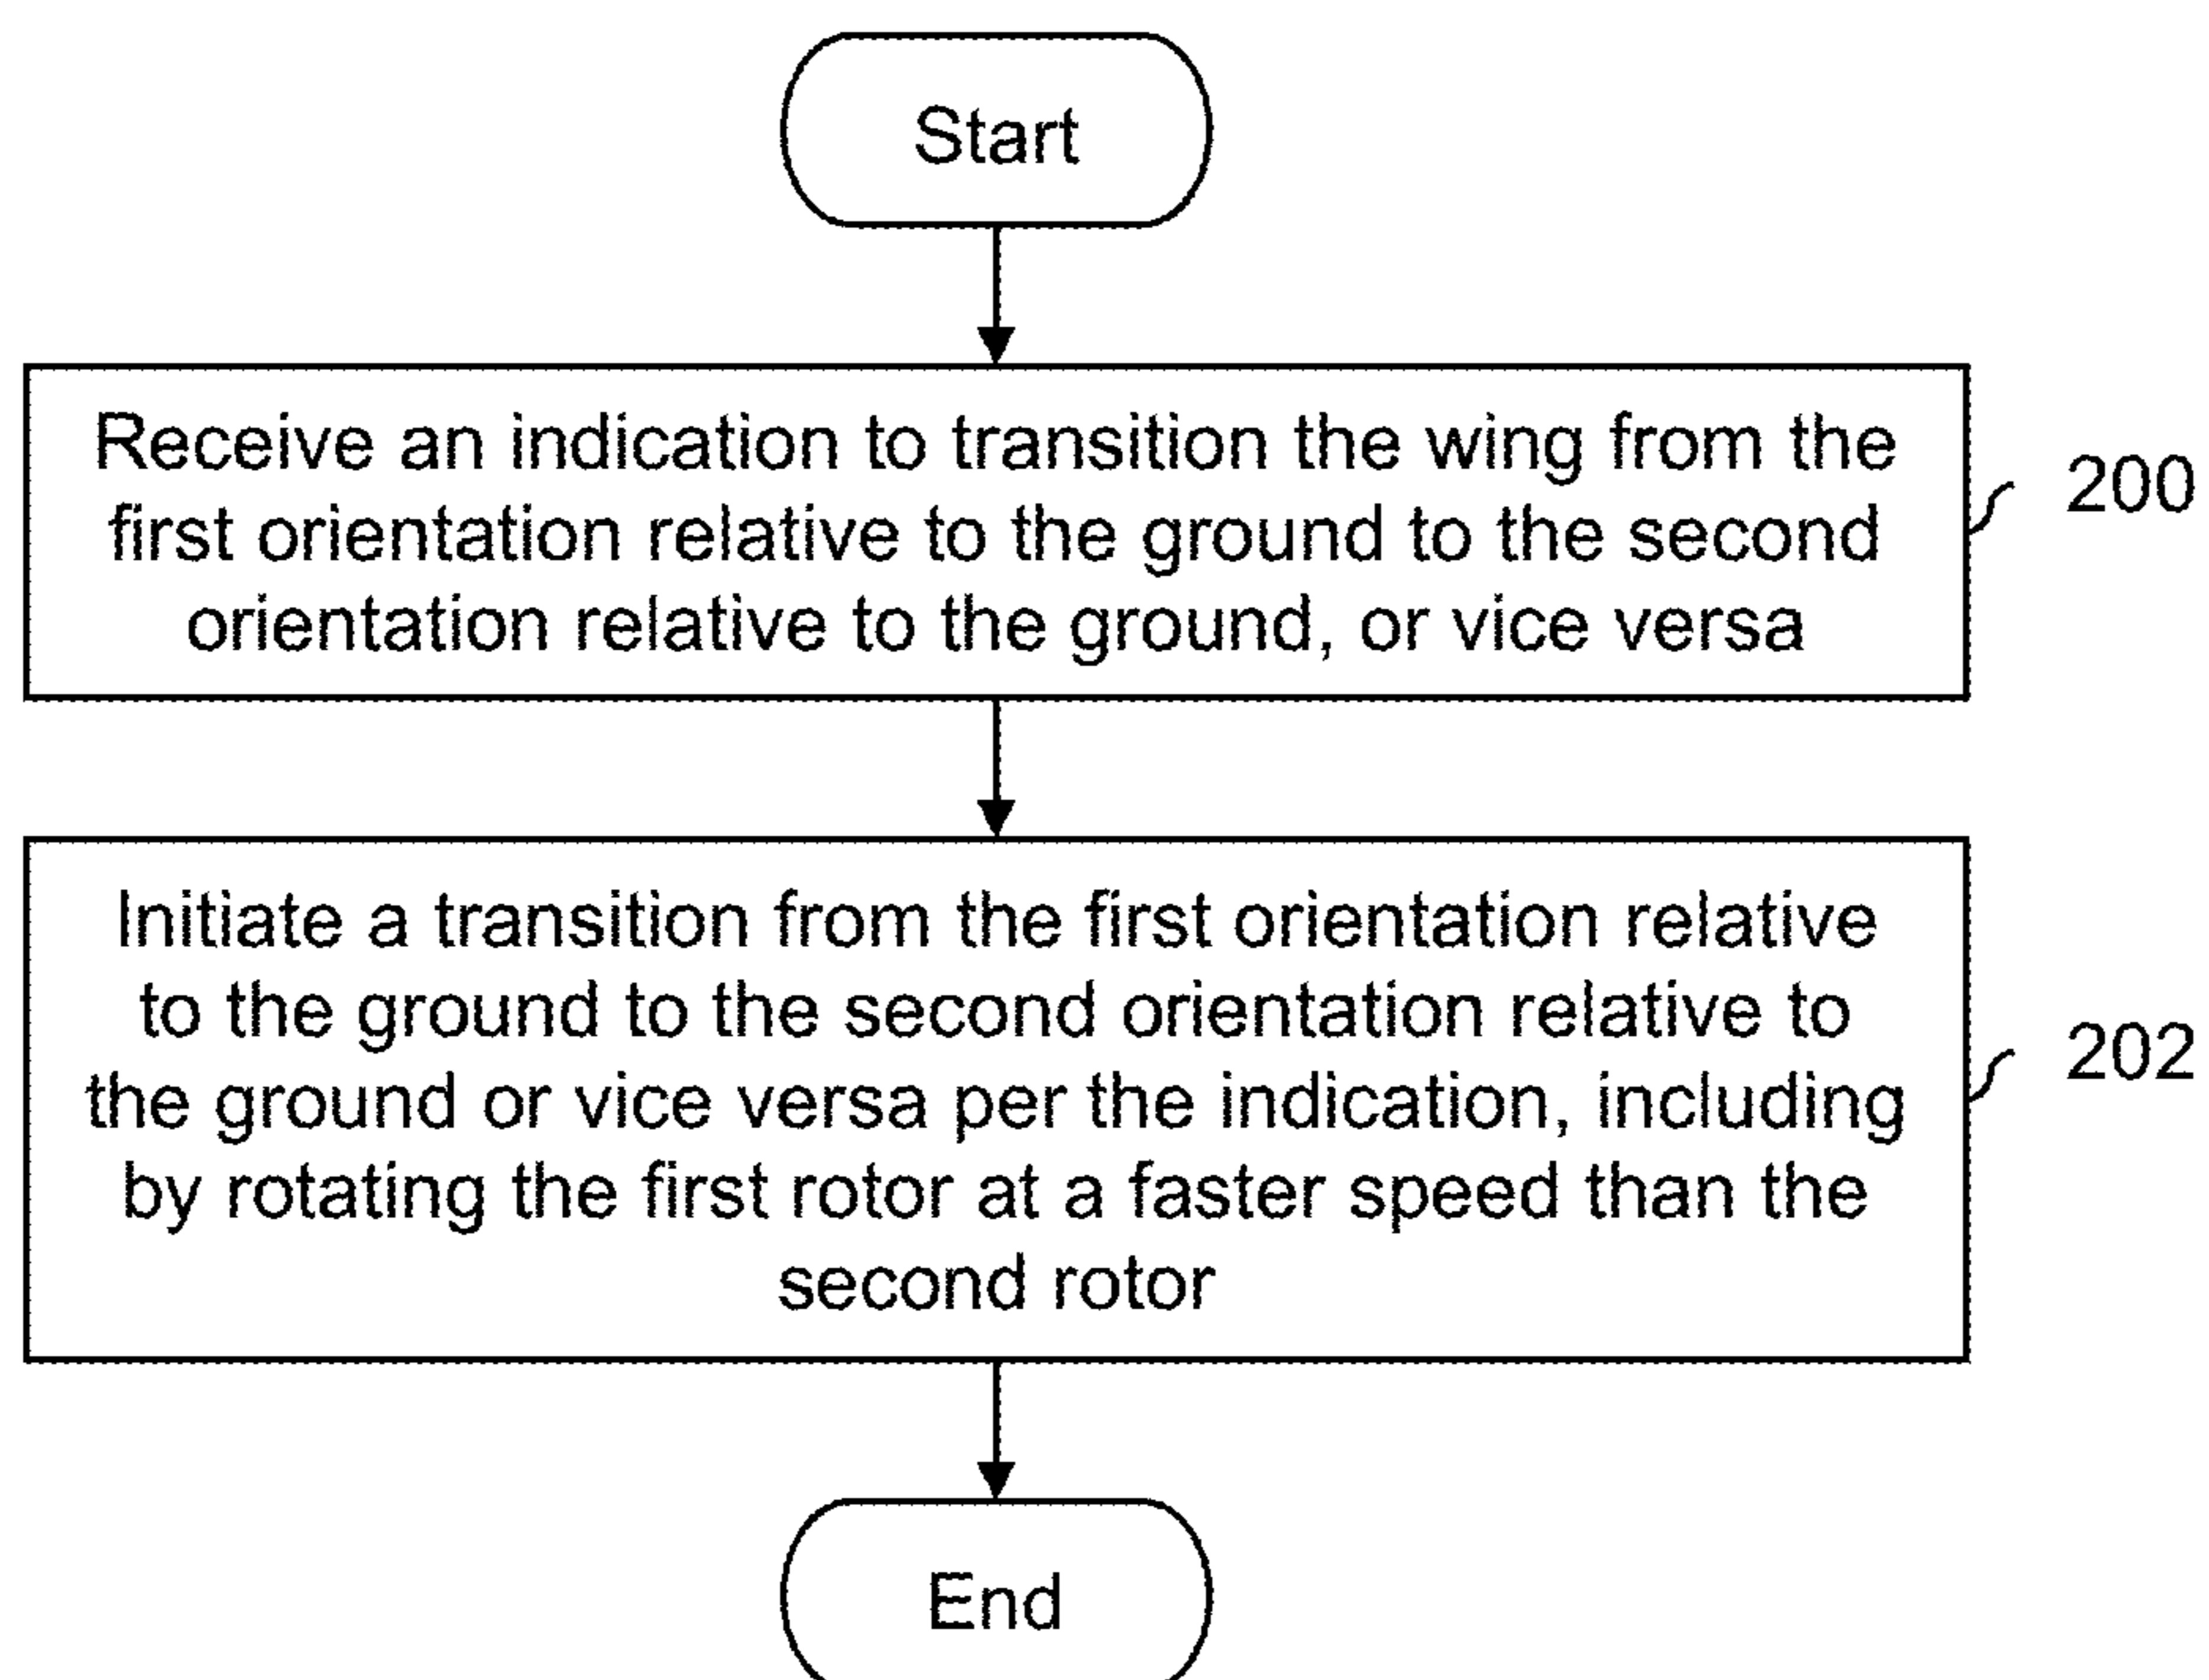 Start
Receive an indication to transition the wing from the
first orientation relative to the ground to the second
orientation relative to the ground, or vice versa
200
Initiate a transition from the first orientation relative
to the ground to the second orientation relative to
the ground or vice versa per the indication, including
by rotating the first rotor at a faster speed than the
second rotor
202
End